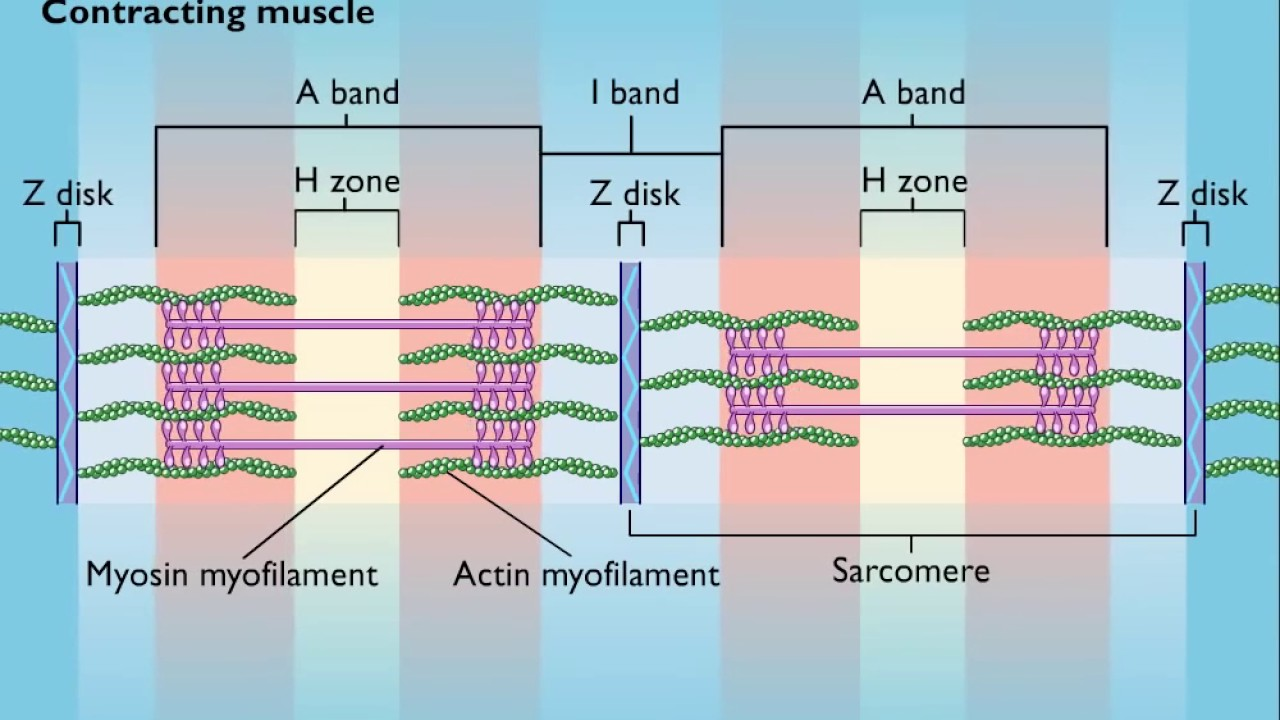 Contracting muscle
A band
I band
A band
H zone
H zone
Z disk
Z disk
Z disk
Myosin myofilament
Actin myofilament
Sarcomere